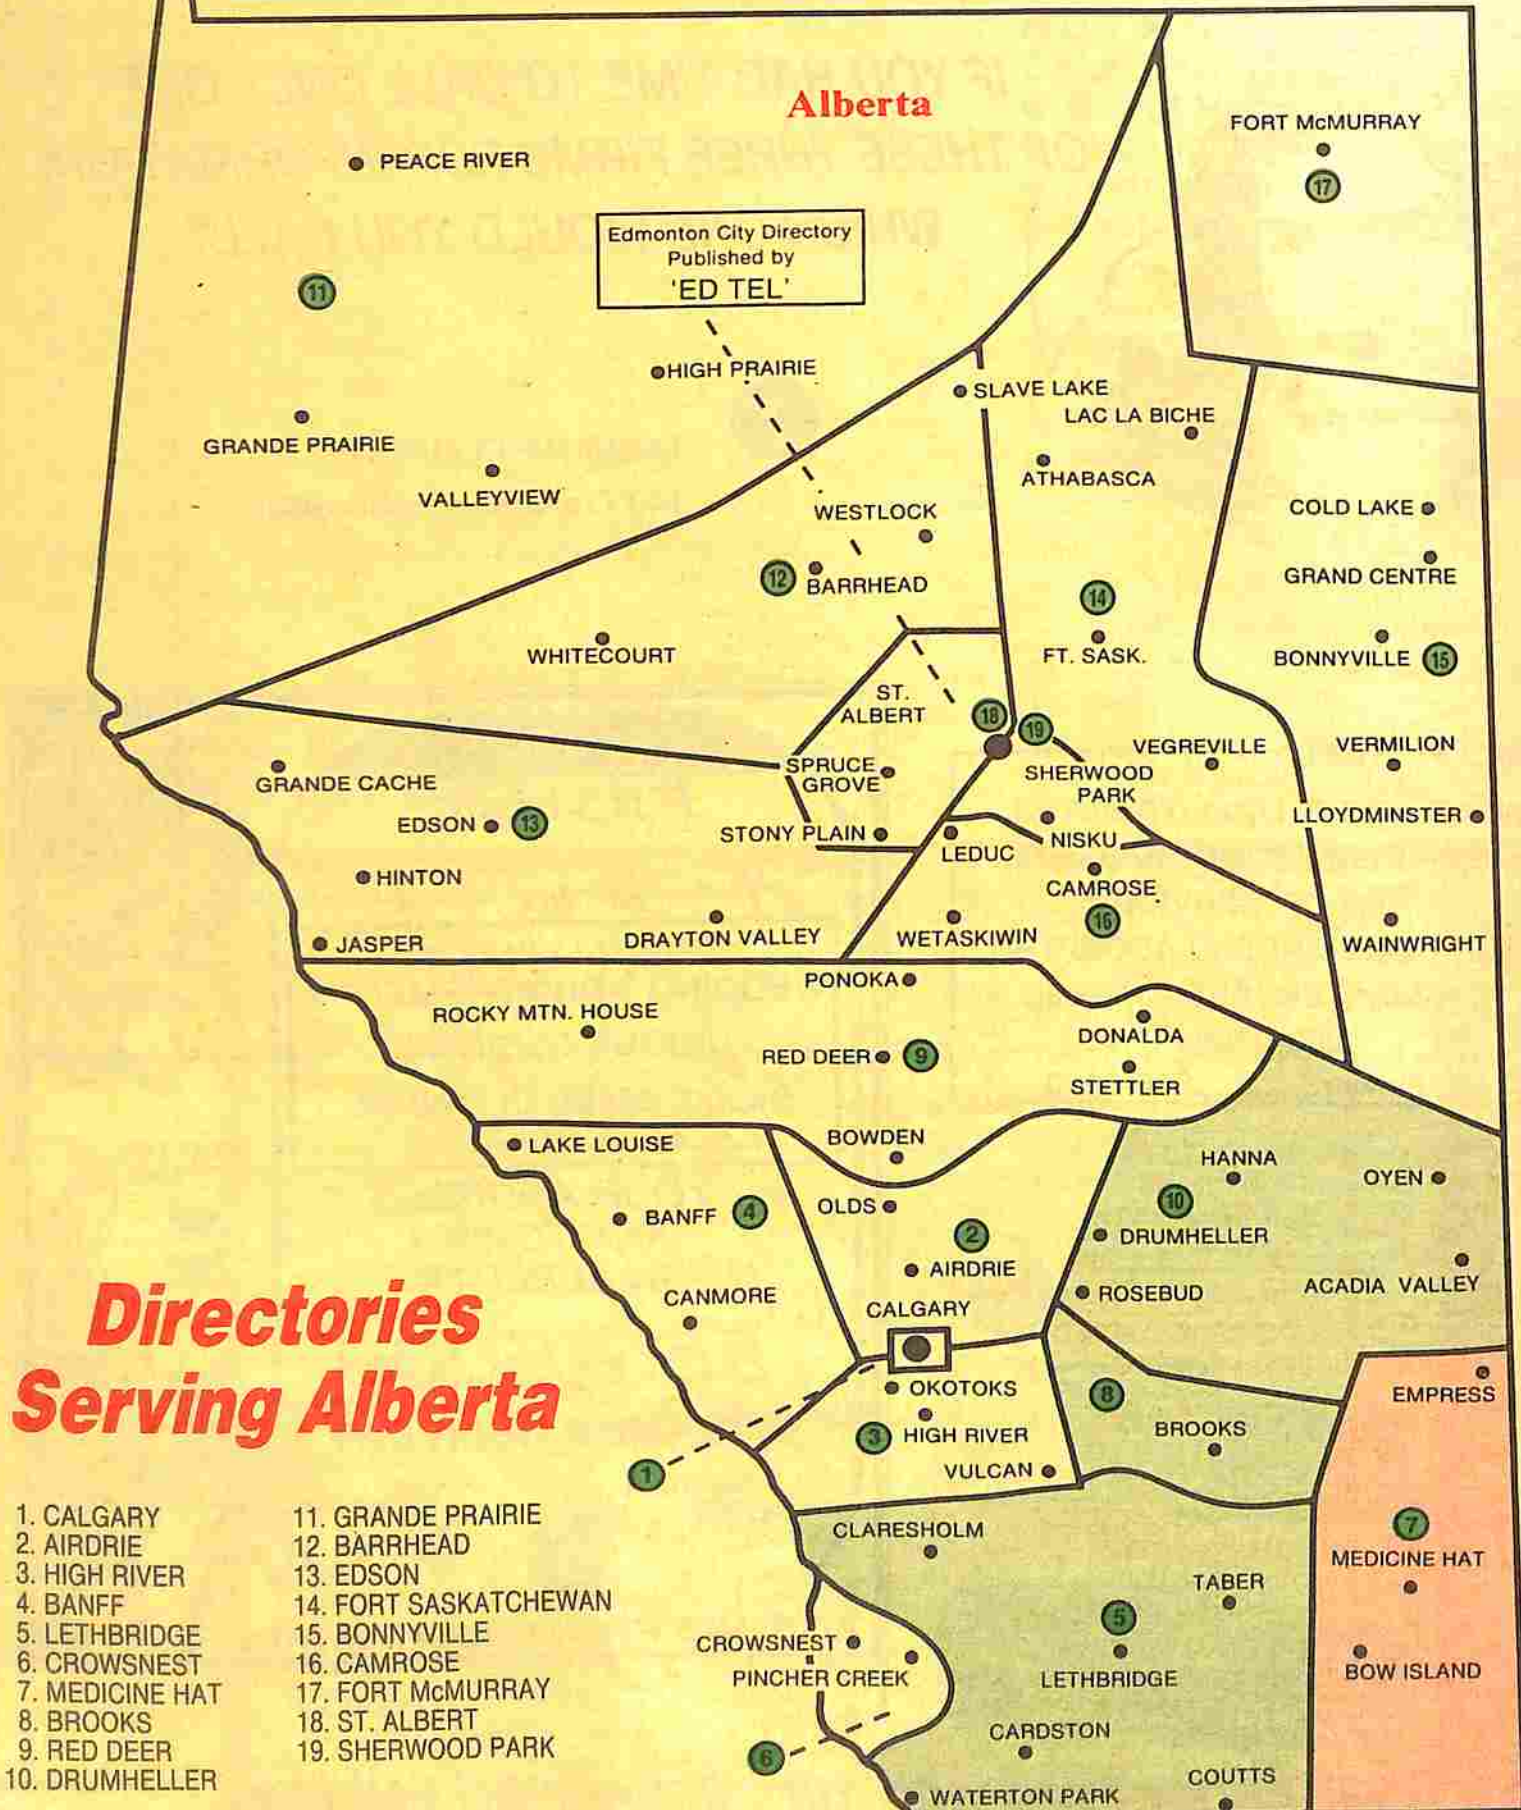 Alberta
FORT McMURRAY
17
PEACE RIVER
Edmonton City Directory
Published by
'ED TEL'
11
HIGH PRAIRIE
SLAVE LAKE
LAC LA BICHE
GRANDE PRAIRIE
ATHABASCA
VALLEYVIEW
WESTLOCK
COLD LAKE
12
BARRHEAD
GRAND CENTRE
14
WHITECOURT
FT. SASK.
BONNYVILLE 15
ST.
ALBERT
18
19
VEGREVILLE
VERMILION
SPRUCE
GROVE
SHERWOOD
PARK
GRANDE CACHE
EDSON 13
STONY PLAIN
LLOYDMINSTER
NISKU
LEDUC
HINTON
CAMROSE
16
JASPER
DRAYTON VALLEY
WETASKIWIN
WAINWRIGHT
PONOKA
ROCKY MTN. HOUSE
DONALDA
RED DEER 9
STETTLER
BOWDEN
LAKE LOUISE
HANNA
OYEN
10
OLDS
BANFF 4
2
DRUMHELLER
AIRDRIE
ACADIA VALLEY
ROSEBUD
CANMORE
CALGARY
OKOTOKS
8
EMPRESS
3 HIGH RIVER
BROOKS
VULCAN
1
7
CLARESHOLM
MEDICINE HAT
TABER
5
CROWSNEST
PINCHER CREEK
LETHBRIDGE
BOW ISLAND
CARDSTON
6
COUTTS
WATERTON PARK
Directories
Serving Alberta
1. CALGARY
2. AIRDRIE
3. HIGH RIVER
4. BANFF
5. LETHBRIDGE
6. CROWSNEST
7. MEDICINE HAT
8. BROOKS
9. RED DEER
10. DRUMHELLER
11. GRANDE PRAIRIE
12. BARRHEAD
13. EDSON
14. FORT SASKATCHEWAN
15. BONNYVILLE
16. CAMROSE
17. FORT McMURRAY
18. ST. ALBERT
19. SHERWOOD PARK